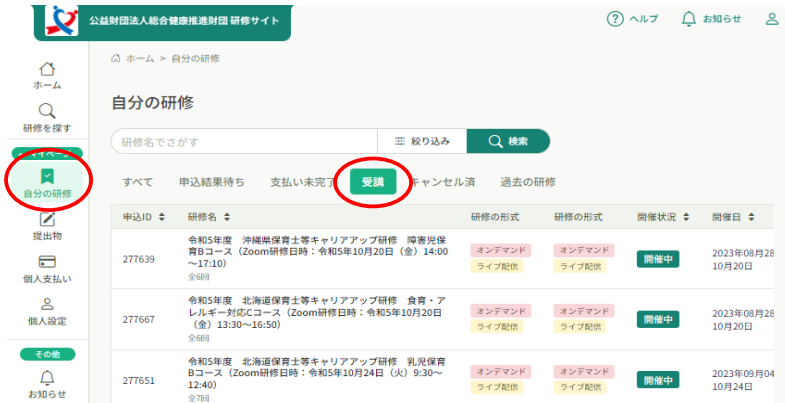 公益財団法人総合健康推進財団 研修サイト
ヘルプ
お知らせ
ホーム
研修を探す
自分の研修
提出物
個人支払い
個人設定
その他
お知らせ
ホーム > 自分の研修
自分の研修
研修名でさがす
絞り込み
検索
すべて 申込結果待ち 支払い未完了 受講 キャンセル済 過去の研修
申込ID 研修名 研修の形式 研修の形式 開催状況 開催日
277639
令和5年度 沖縄県保育士等キャリアアップ研修 障害児保
育Bコース（Zoom研修日時：令和5年10月20日（金）14:00
～17:10）
全6回
オンデマンド
ライブ配信
オンデマンド
ライブ配信
開催中
2023年08月28
10月20日
277667
令和5年度 北海道保育士等キャリアアップ研修 食育・ア
レルギー対応Cコース（Zoom研修日時：令和5年10月20日
（金）13:30～16:50）
全6回
オンデマンド
ライブ配信
オンデマンド
ライブ配信
開催中
2023年08月28
10月20日
277651
令和5年度 北海道保育士等キャリアアップ研修 乳児保育
Bコース（Zoom研修日時：令和5年10月24日（火）9:30～
12:40）
全7回
オンデマンド
ライブ配信
オンデマンド
ライブ配信
開催中
2023年09月04
10月24日